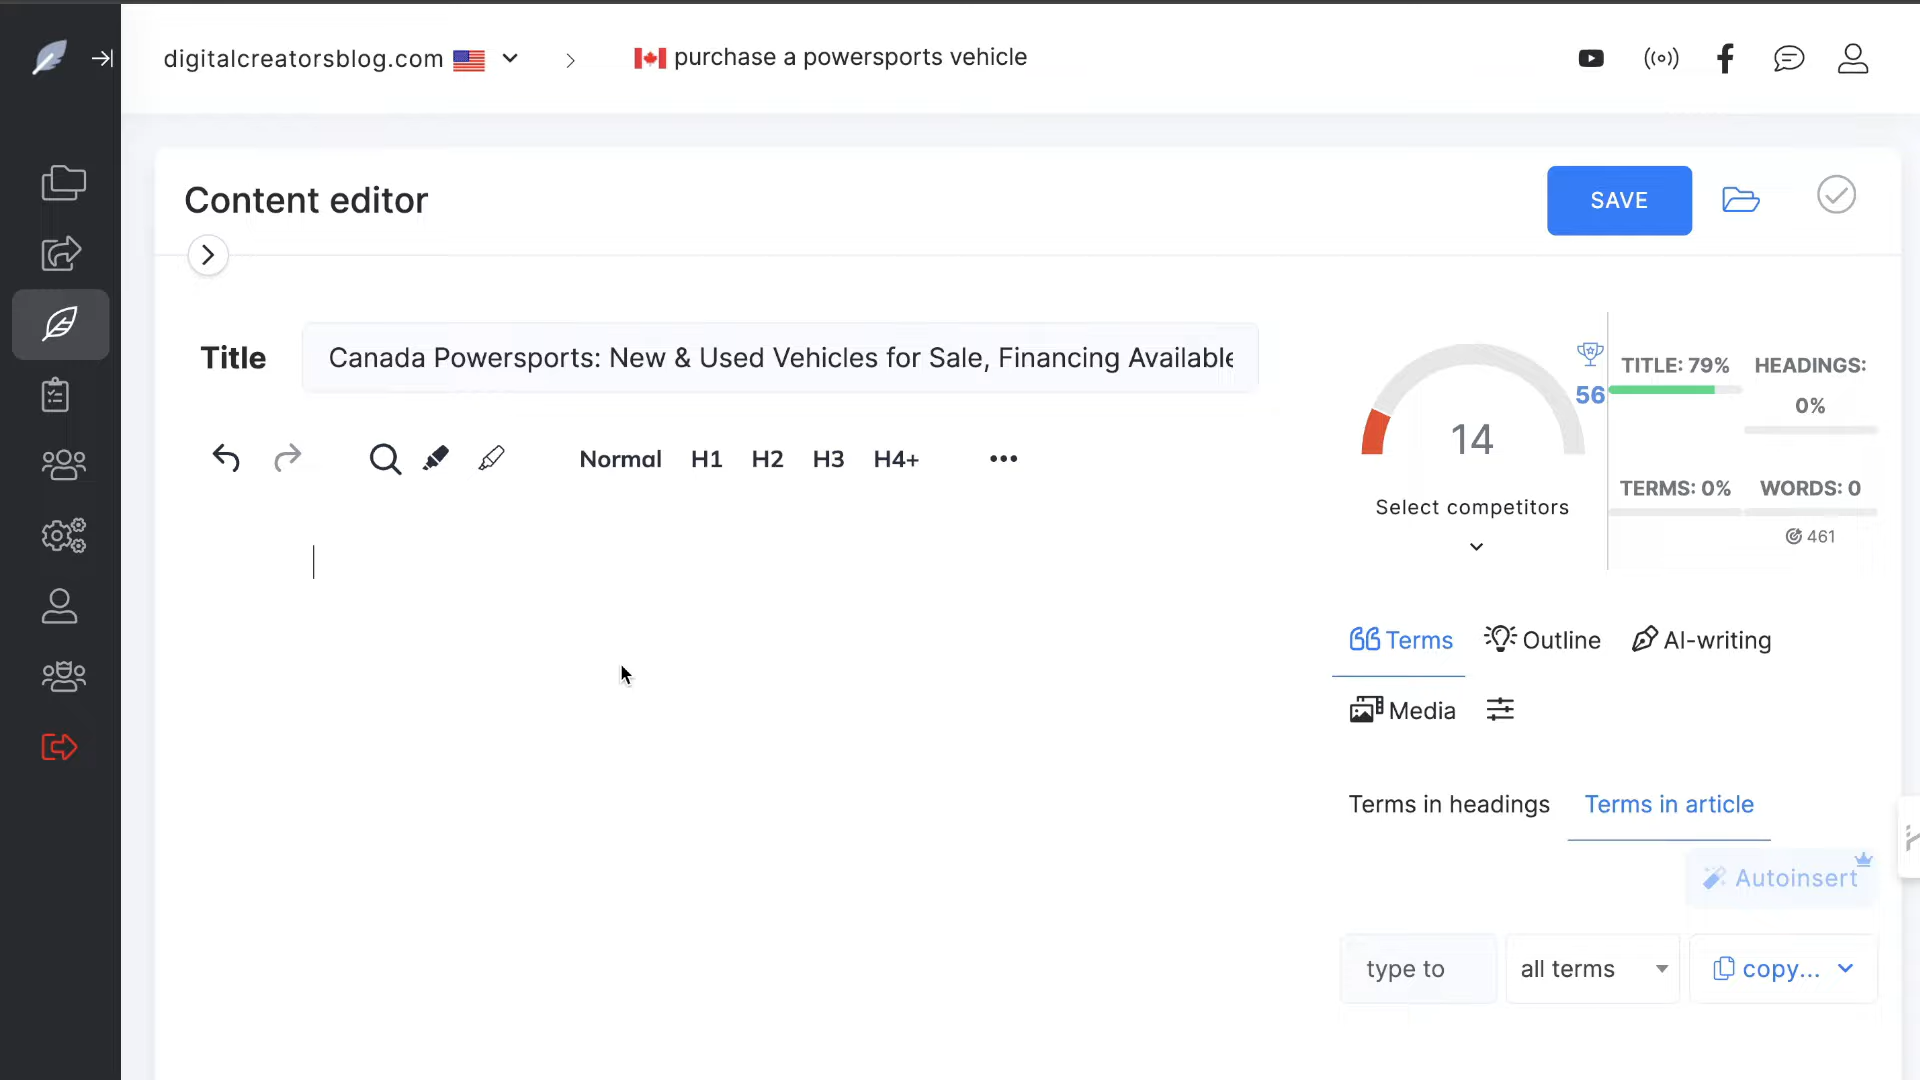 digitalcreatorsblog.com
purchase a powersports vehicle
Content editor
SAVE
Title
Canada Powersports: New & Used Vehicles for Sale, Financing Available
Normal H1 H2 H3 H4+
56
14
Select competitors
TITLE: 79%
HEADINGS: 0%
TERMS: 0%
WORDS: 0
461
Terms
Outline
AI-writing
Media
Terms in headings
Terms in article
Autoinsert
type to
all terms
copy...